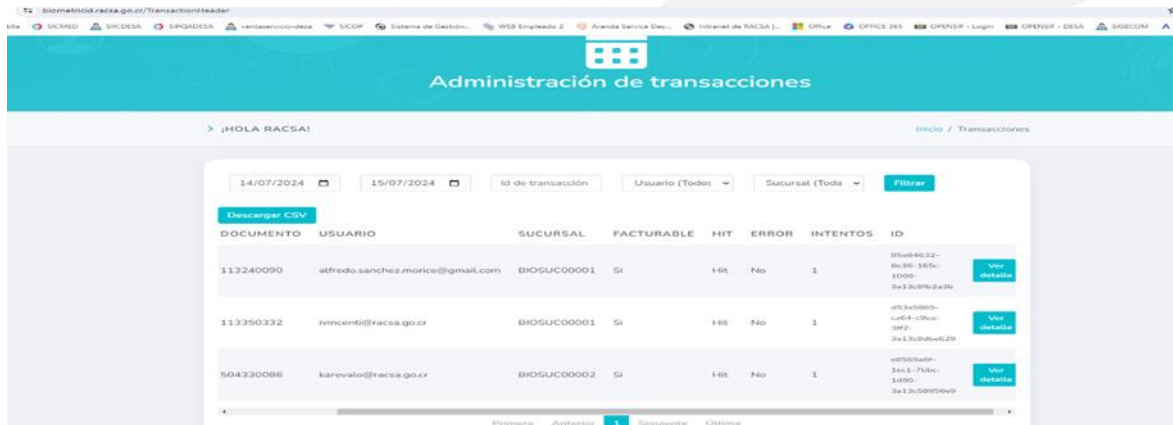 biometricid.racsa.go.cr/TransactionHeader
SICMED SICDESA SIPQADESA ventaservicio-desa SICOP Sistema de Gestión... WEB Empleado 2 Aranda Service Des... Intranet de RACSA |... Office OFFICE 365 OPENSIF - Login OPENSIF - DESA SIGECOM
Administración de transacciones
> ¡HOLA RACSA!
Inicio / Transacciones
14/07/2024 15/07/2024 Id de transacción Usuario (Todos Sucursal (Toda Filtrar
Descargar CSV
DOCUMENTO USUARIO SUCURSAL FACTURABLE HIT ERROR INTENTOS ID
113240090 alfredo.sanchez.morice@gmail.com BIOSUC00001 Si Hit No 1
Ver detalle
113350332 ivincenti@racsa.go.cr BIOSUC00001 Si Hit No 1
Ver detalle
504330086 karevalo@racsa.go.cr BIOSUC00002 Si Hit No 1
Ver detalle
Primera Anterior 1 Siguiente Última